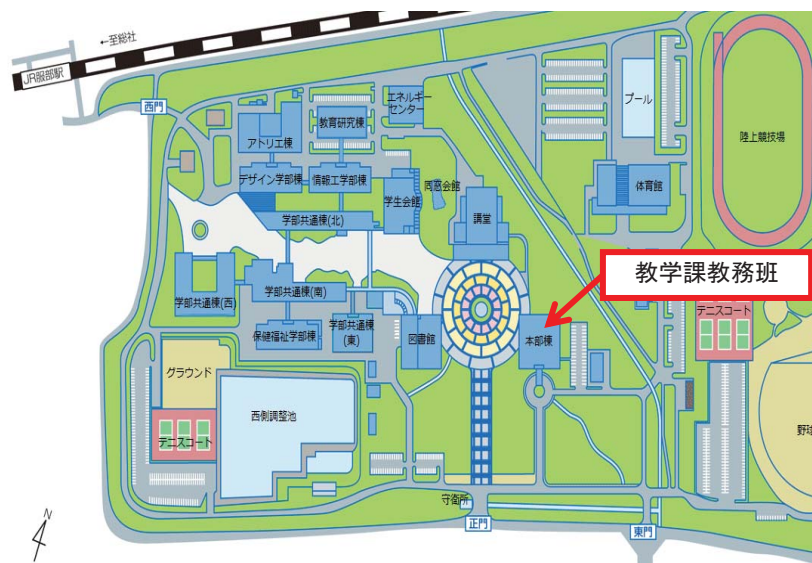 ←至総社
JR服部駅
西門
エネルギー
センター
教育研究棟
アトリエ棟
プール
陸上競技場
デザイン学部棟
情報工学部棟
学生会館
同窓会館
体育館
講堂
学部共通棟(北)
教学課教務班
学部共通棟(西)
学部共通棟(南)
テニスコート
保健福祉学部棟
学部共通棟
(東)
図書館
本部棟
グラウンド
西側調整池
テニスコート
野球
守衛所
正門
東門
N